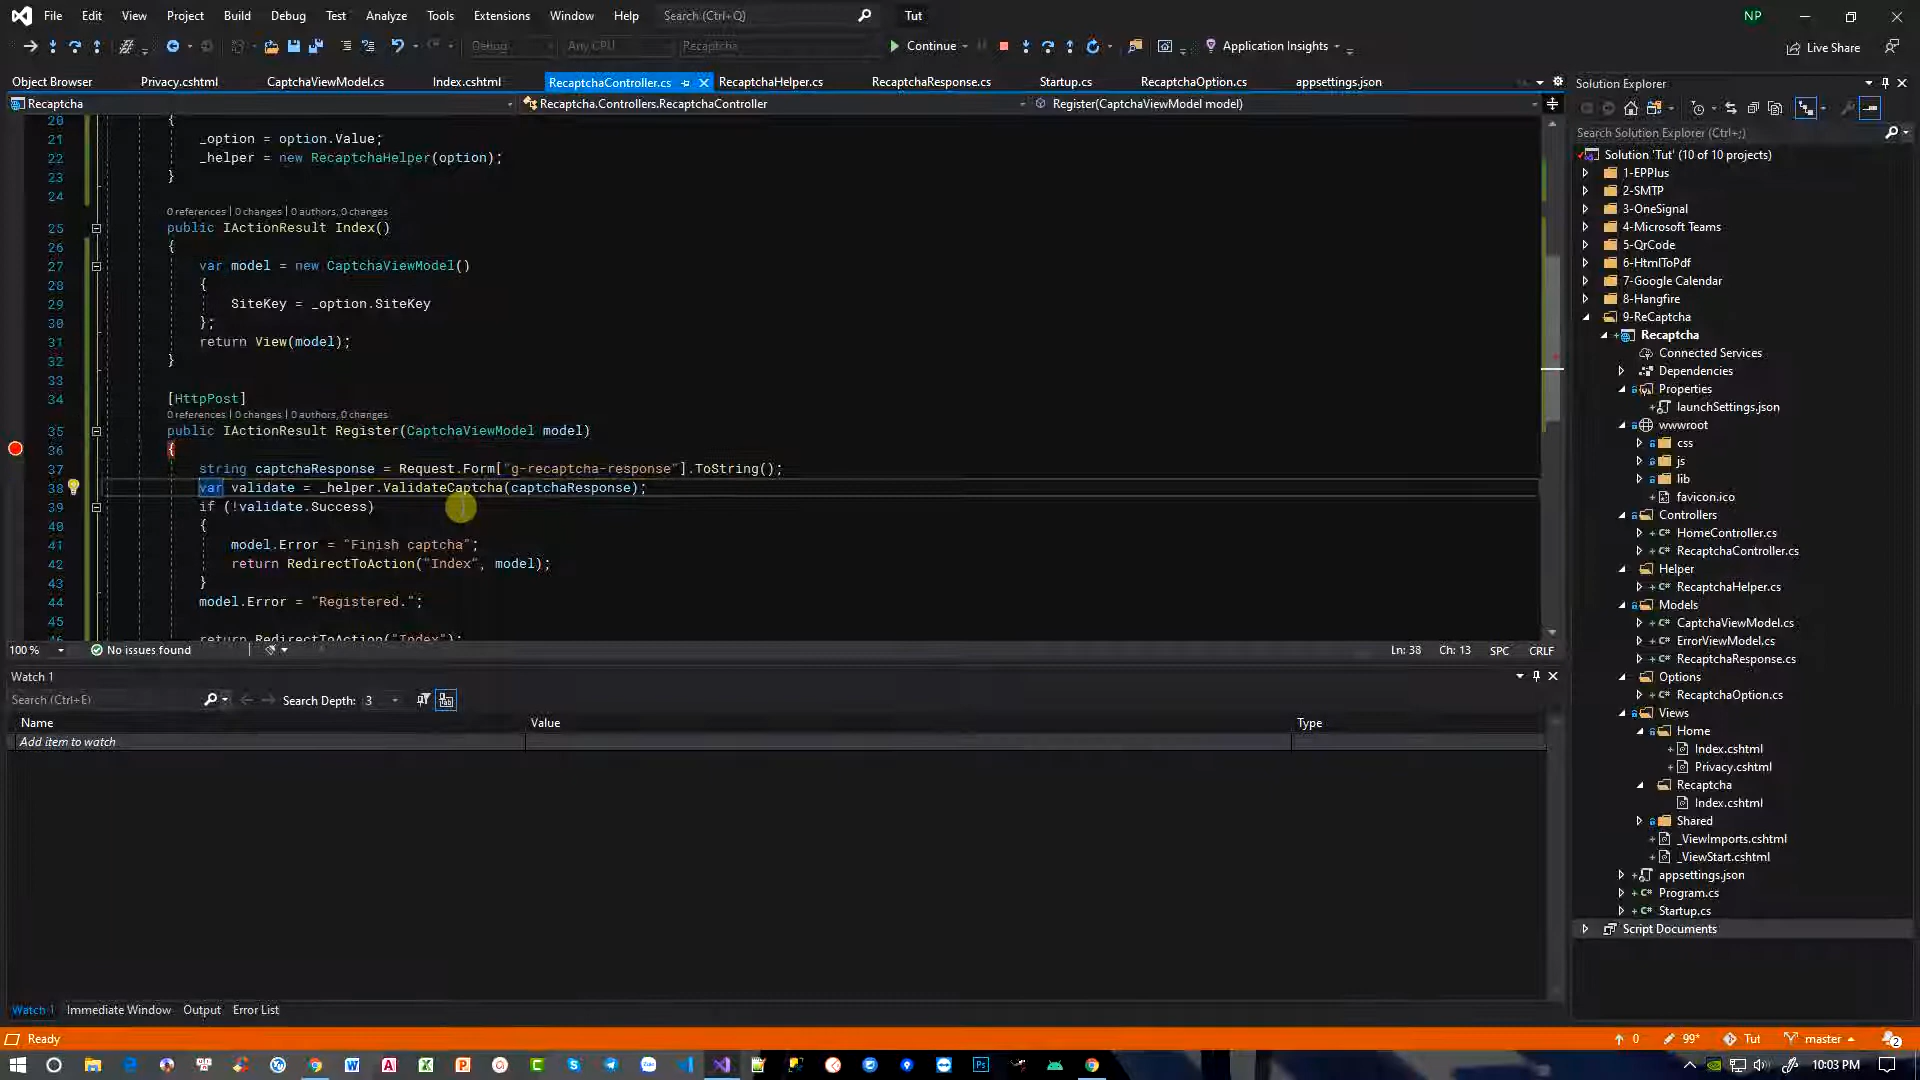 File Edit View Project Build Debug Test Analyze Tools Extensions Window Help Search (Ctrl+Q) Tut NP
Debug Any CPU Recaptcha Continue Application Insights Live Share
Object Browser Privacy.cshtml CaptchaViewModel.cs Index.cshtml RecaptchaController.cs RecaptchaHelper.cs RecaptchaResponse.cs Startup.cs RecaptchaOption.cs appsettings.json
Recaptcha Recaptcha.Controllers.RecaptchaController Register(CaptchaViewModel model)
20 {
21 _option = option.Value;
22 _helper = new RecaptchaHelper(option);
23 }
24
0 references | 0 changes | 0 authors, 0 changes
25 public IActionResult Index()
26 {
27 var model = new CaptchaViewModel()
28 {
29 SiteKey = _option.SiteKey
30 };
31 return View(model);
32 }
33
34 [HttpPost]
0 references | 0 changes | 0 authors, 0 changes
35 public IActionResult Register(CaptchaViewModel model)
36 {
37 string captchaResponse = Request.Form["g-recaptcha-response"].ToString();
38 var validate = _helper.ValidateCaptcha(captchaResponse);
39 if (!validate.Success)
40 {
41 model.Error = "Finish captcha";
42 return RedirectToAction("Index", model);
43 }
44 model.Error = "Registered.";
45
46 return RedirectToAction("Index");
100 % No issues found Ln: 38 Ch: 13 SPC CRLF
Watch 1
Search (Ctrl+E) Search Depth: 3
Name Value Type
Add item to watch
Watch 1 Immediate Window Output Error List
Solution Explorer
Search Solution Explorer (Ctrl+;)
Solution 'Tut' (10 of 10 projects)
1-EPPlus
2-SMTP
3-OneSignal
4-Microsoft Teams
5-QrCode
6-HtmlToPdf
7-Google Calendar
8-Hangfire
9-ReCaptcha
Recaptcha
Connected Services
Dependencies
Properties
launchSettings.json
wwwroot
css
js
lib
favicon.ico
Controllers
C# HomeController.cs
C# RecaptchaController.cs
Helper
C# RecaptchaHelper.cs
Models
C# CaptchaViewModel.cs
C# ErrorViewModel.cs
C# RecaptchaResponse.cs
Options
C# RecaptchaOption.cs
Views
Home
Index.cshtml
Privacy.cshtml
Recaptcha
Index.cshtml
Shared
_ViewImports.cshtml
_ViewStart.cshtml
appsettings.json
C# Program.cs
C# Startup.cs
Script Documents
Ready 0 99+ Tut master 2
10:03 PM